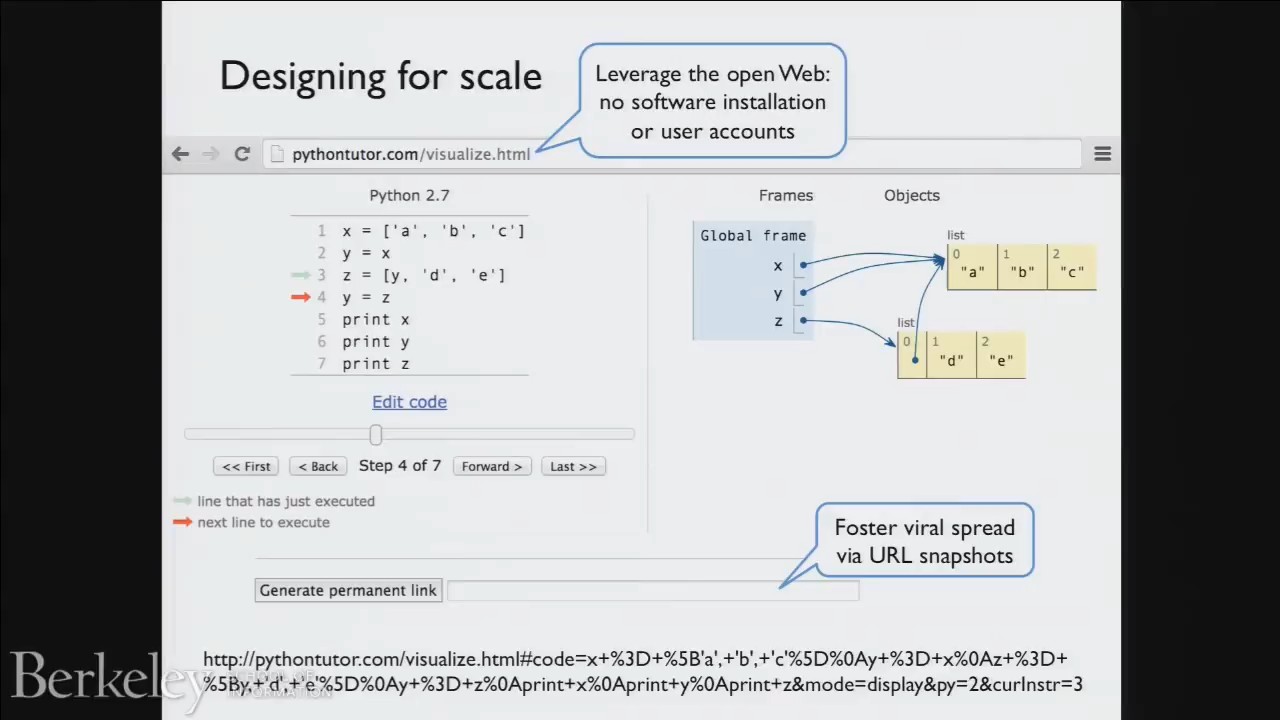 Designing for scale
Leverage the open Web:
no software installation
or user accounts
pythontutor.com/visualize.html
Python 2.7
1 x = ['a', 'b', 'c']
2 y = x
3 z = [y, 'd', 'e']
4 y = z
5 print x
6 print y
7 print z
Edit code
<< First
< Back
Step 4 of 7
Forward >
Last >>
line that has just executed
next line to execute
Frames
Objects
Global frame
x
y
z
list
0 1 2
"a" "b" "c"
list
0 1 2
"d" "e"
Foster viral spread
via URL snapshots
Generate permanent link
http://pythontutor.com/visualize.html#code=x+%3D+%5B'a',+'b',+'c'%5D%0Ay+%3D+x%0Az+%3D+
%5By,+'d',+'e'%5D%0Ay+%3D+z%0Aprint+x%0Aprint+y%0Aprint+z&mode=display&py=2&curInstr=3
Berkeley
SCHOOL OF
INFORMATION